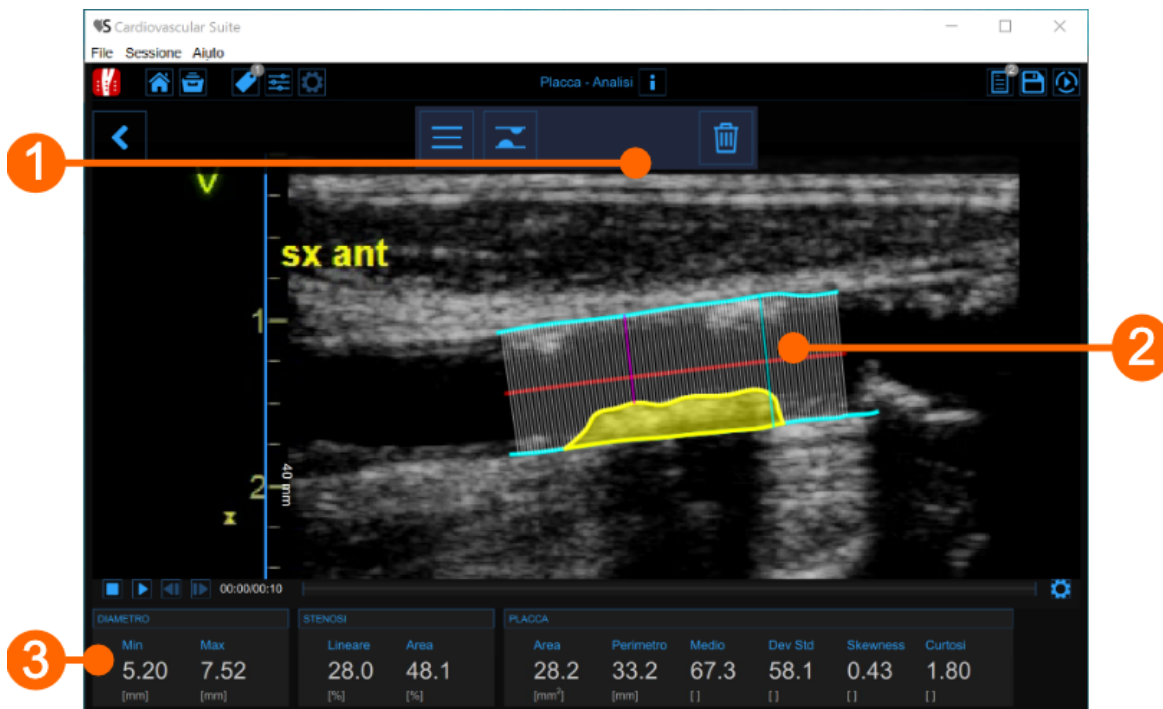 VS Cardiovascular Suite
File Sessione Aiuto
1
Placca - Analisi i
2
1
V
sx ant
1
2
2
40 mm
00:00/00:10
DIAMETRO STENOSI PLACCA
3
Min Max Lineare Area Area Perimetro Medio Dev Std Skewness Curtosi
5.20 7.52 28.0 48.1 28.2 33.2 67.3 58.1 0.43 1.80
[mm] [mm] [%] [%] [mm²] [mm] [ ] [ ] [ ] [ ]